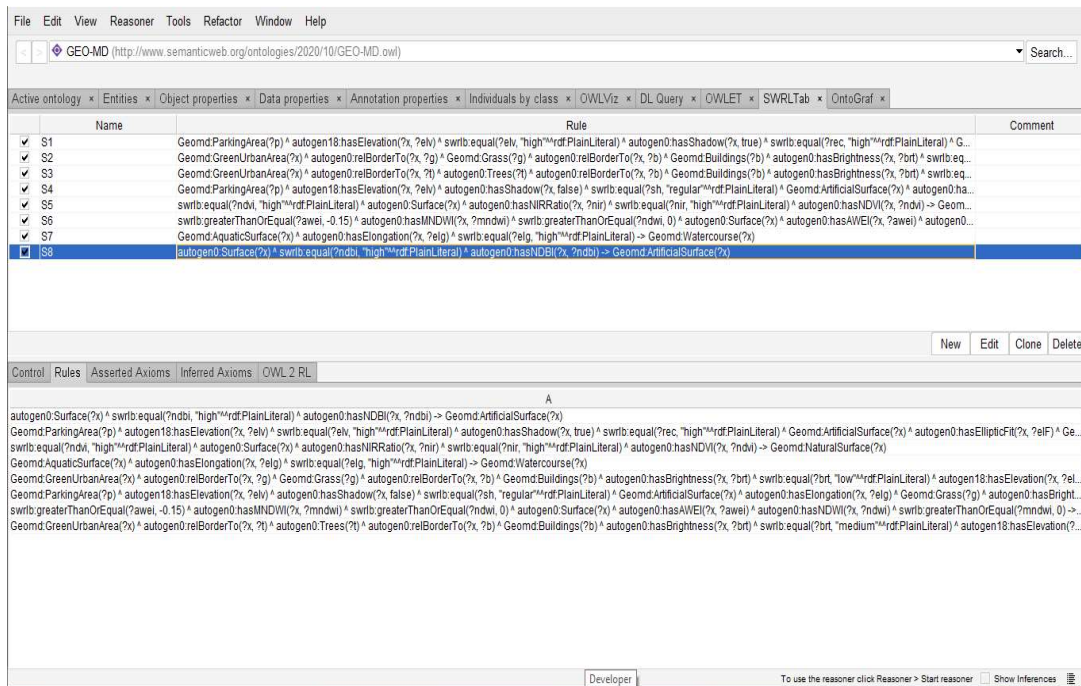 File Edit View Reasoner Tools Refactor Window Help
< > GEO-MD (http://www.semanticweb.org/ontologies/2020/10/GEO-MD.owl) Search...
Active ontology × Entities × Object properties × Data properties × Annotation properties × Individuals by class × OWLViz × DL Query × OWLET × SWRLTab × OntoGraf ×
Name Rule Comment
S1 Geomd:ParkingArea(?p) ^ autogen18:hasElevation(?x, ?elv) ^ swrlb:equal(?elv, "high"^^rdf:PlainLiteral) ^ autogen0:hasShadow(?x, true) ^ swrlb:equal(?rec, "high"^^rdf:PlainLiteral) ^ G...
S2 Geomd:GreenUrbanArea(?x) ^ autogen0:relBorderTo(?x, ?g) ^ Geomd:Grass(?g) ^ autogen0:relBorderTo(?x, ?b) ^ Geomd:Buildings(?b) ^ autogen0:hasBrightness(?x, ?brt) ^ swrlb:eq...
S3 Geomd:GreenUrbanArea(?x) ^ autogen0:relBorderTo(?x, ?t) ^ autogen0:Trees(?t) ^ autogen0:relBorderTo(?x, ?b) ^ Geomd:Buildings(?b) ^ autogen0:hasBrightness(?x, ?brt) ^ swrlb:eq...
S4 Geomd:ParkingArea(?p) ^ autogen18:hasElevation(?x, ?elv) ^ autogen0:hasShadow(?x, false) ^ swrlb:equal(?sh, "regular"^^rdf:PlainLiteral) ^ Geomd:ArtificialSurface(?x) ^ autogen0:ha...
S5 swrlb:equal(?ndvi, "high"^^rdf:PlainLiteral) ^ autogen0:Surface(?x) ^ autogen0:hasNIRRatio(?x, ?nir) ^ swrlb:equal(?nir, "high"^^rdf:PlainLiteral) ^ autogen0:hasNDVI(?x, ?ndvi) -> Geom...
S6 swrlb:greaterThanOrEqual(?awei, -0.15) ^ autogen0:hasMNDWI(?x, ?mndwi) ^ swrlb:greaterThanOrEqual(?ndwi, 0) ^ autogen0:Surface(?x) ^ autogen0:hasAWEI(?x, ?awei) ^ autogen0...
S7 Geomd:AquaticSurface(?x) ^ autogen0:hasElongation(?x, ?elg) ^ swrlb:equal(?elg, "high"^^rdf:PlainLiteral) -> Geomd:Watercourse(?x)
S8 autogen0:Surface(?x) ^ swrlb:equal(?ndbi, "high"^^rdf:PlainLiteral) ^ autogen0:hasNDBI(?x, ?ndbi) -> Geomd:ArtificialSurface(?x)
New Edit Clone Delete
Control Rules Asserted Axioms Inferred Axioms OWL 2 RL
A
autogen0:Surface(?x) ^ swrlb:equal(?ndbi, "high"^^rdf:PlainLiteral) ^ autogen0:hasNDBI(?x, ?ndbi) -> Geomd:ArtificialSurface(?x)
Geomd:ParkingArea(?p) ^ autogen18:hasElevation(?x, ?elv) ^ swrlb:equal(?elv, "high"^^rdf:PlainLiteral) ^ autogen0:hasShadow(?x, true) ^ swrlb:equal(?rec, "high"^^rdf:PlainLiteral) ^ Geomd:ArtificialSurface(?x) ^ autogen0:hasEllipticFit(?x, ?elF) ^ Ge...
swrlb:equal(?ndvi, "high"^^rdf:PlainLiteral) ^ autogen0:Surface(?x) ^ autogen0:hasNIRRatio(?x, ?nir) ^ swrlb:equal(?nir, "high"^^rdf:PlainLiteral) ^ autogen0:hasNDVI(?x, ?ndvi) -> Geomd:NaturalSurface(?x)
Geomd:AquaticSurface(?x) ^ autogen0:hasElongation(?x, ?elg) ^ swrlb:equal(?elg, "high"^^rdf:PlainLiteral) -> Geomd:Watercourse(?x)
Geomd:GreenUrbanArea(?x) ^ autogen0:relBorderTo(?x, ?g) ^ Geomd:Grass(?g) ^ autogen0:relBorderTo(?x, ?b) ^ Geomd:Buildings(?b) ^ autogen0:hasBrightness(?x, ?brt) ^ swrlb:equal(?brt, "low"^^rdf:PlainLiteral) ^ autogen18:hasElevation(?x, ?el...
Geomd:ParkingArea(?p) ^ autogen18:hasElevation(?x, ?elv) ^ autogen0:hasShadow(?x, false) ^ swrlb:equal(?sh, "regular"^^rdf:PlainLiteral) ^ Geomd:ArtificialSurface(?x) ^ autogen0:hasElongation(?x, ?elg) ^ Geomd:Grass(?g) ^ autogen0:hasBright...
swrlb:greaterThanOrEqual(?awei, -0.15) ^ autogen0:hasMNDWI(?x, ?mndwi) ^ swrlb:greaterThanOrEqual(?ndwi, 0) ^ autogen0:Surface(?x) ^ autogen0:hasAWEI(?x, ?awei) ^ autogen0:hasNDWI(?x, ?ndwi) ^ swrlb:greaterThanOrEqual(?mndwi, 0) ->...
Geomd:GreenUrbanArea(?x) ^ autogen0:relBorderTo(?x, ?t) ^ autogen0:Trees(?t) ^ autogen0:relBorderTo(?x, ?b) ^ Geomd:Buildings(?b) ^ autogen0:hasBrightness(?x, ?brt) ^ swrlb:equal(?brt, "medium"^^rdf:PlainLiteral) ^ autogen18:hasElevation(?...
Developer To use the reasoner click Reasoner > Start reasoner Show Inferences